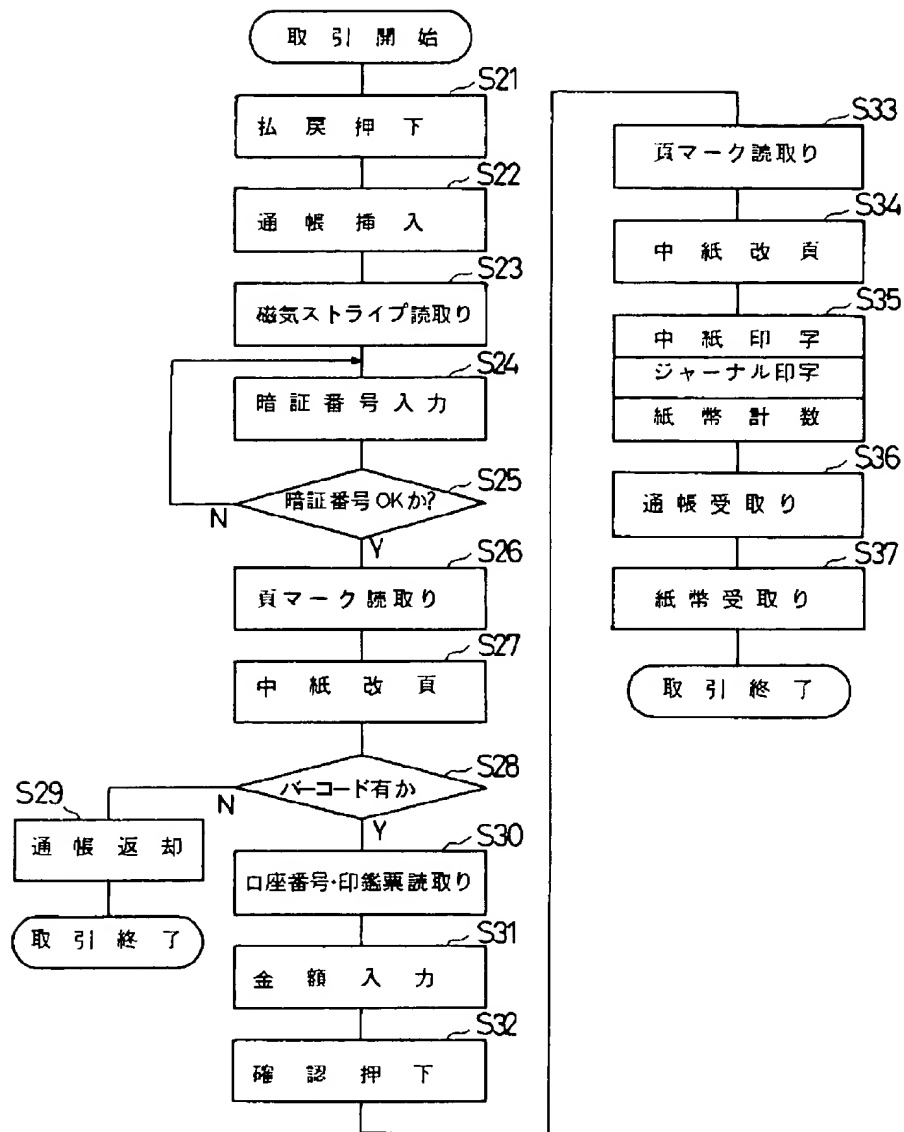 取引開始
S21
払戻押下
S22
通帳挿入
S23
磁気ストライプ読取り
S24
暗証番号入力
S25
暗証番号OKか?
N
Y
S26
頁マーク読取り
S27
中紙改頁
S28
バーコード有か
N
Y
S29
通帳返却
取引終了
S30
口座番号・印鑑票読取り
S31
金額入力
S32
確認押下
S33
頁マーク読取り
S34
中紙改頁
S35
中紙印字
ジャーナル印字
紙幣計数
S36
通帳受取り
S37
紙幣受取り
取引終了